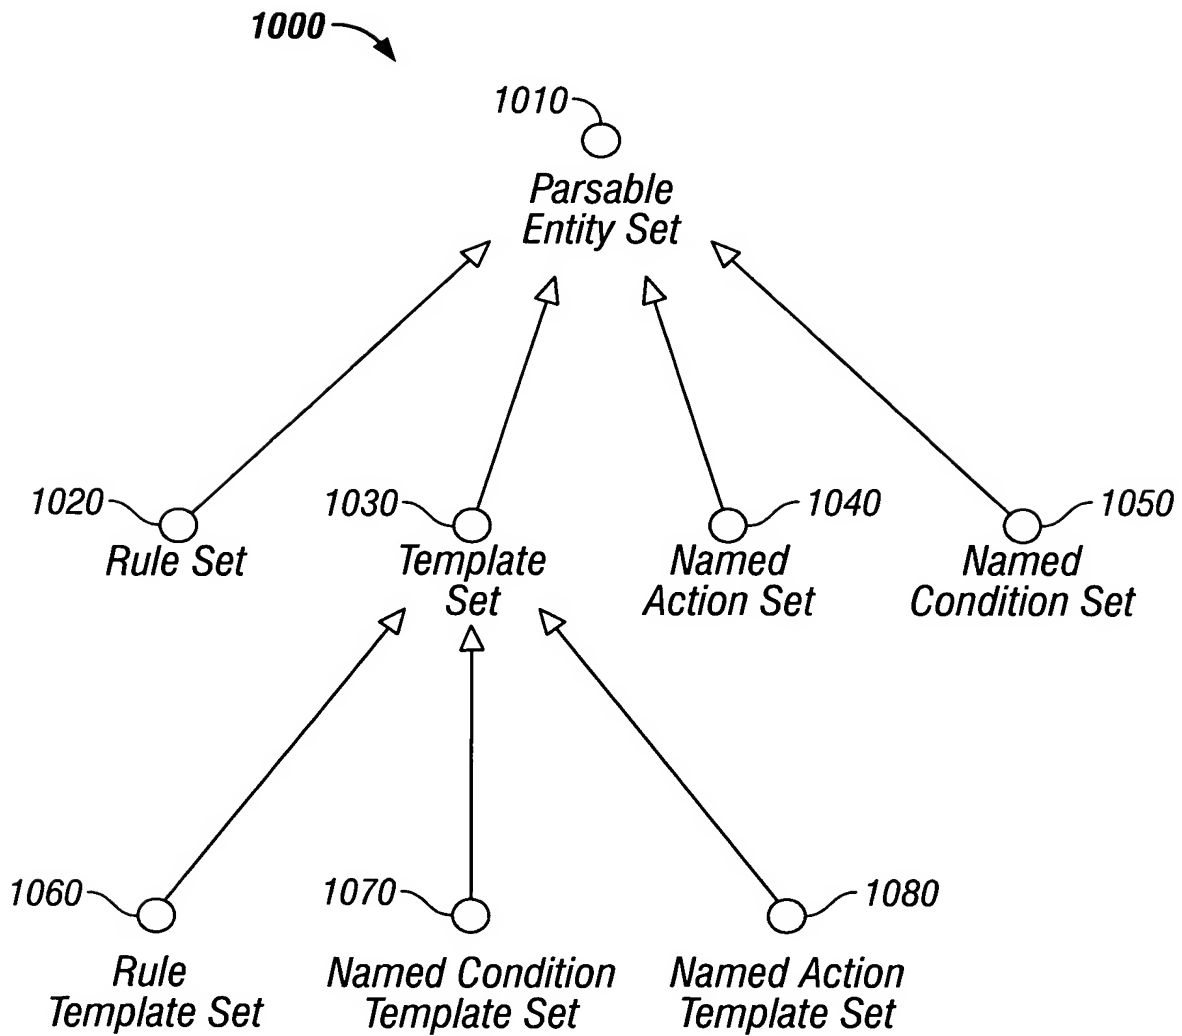 1000
1010
Parsable
Entity Set
1020
Rule Set
1030
Template
Set
1040
Named
Action Set
1050
Named
Condition Set
1060
Rule
Template Set
1070
Named Condition
Template Set
1080
Named Action
Template Set